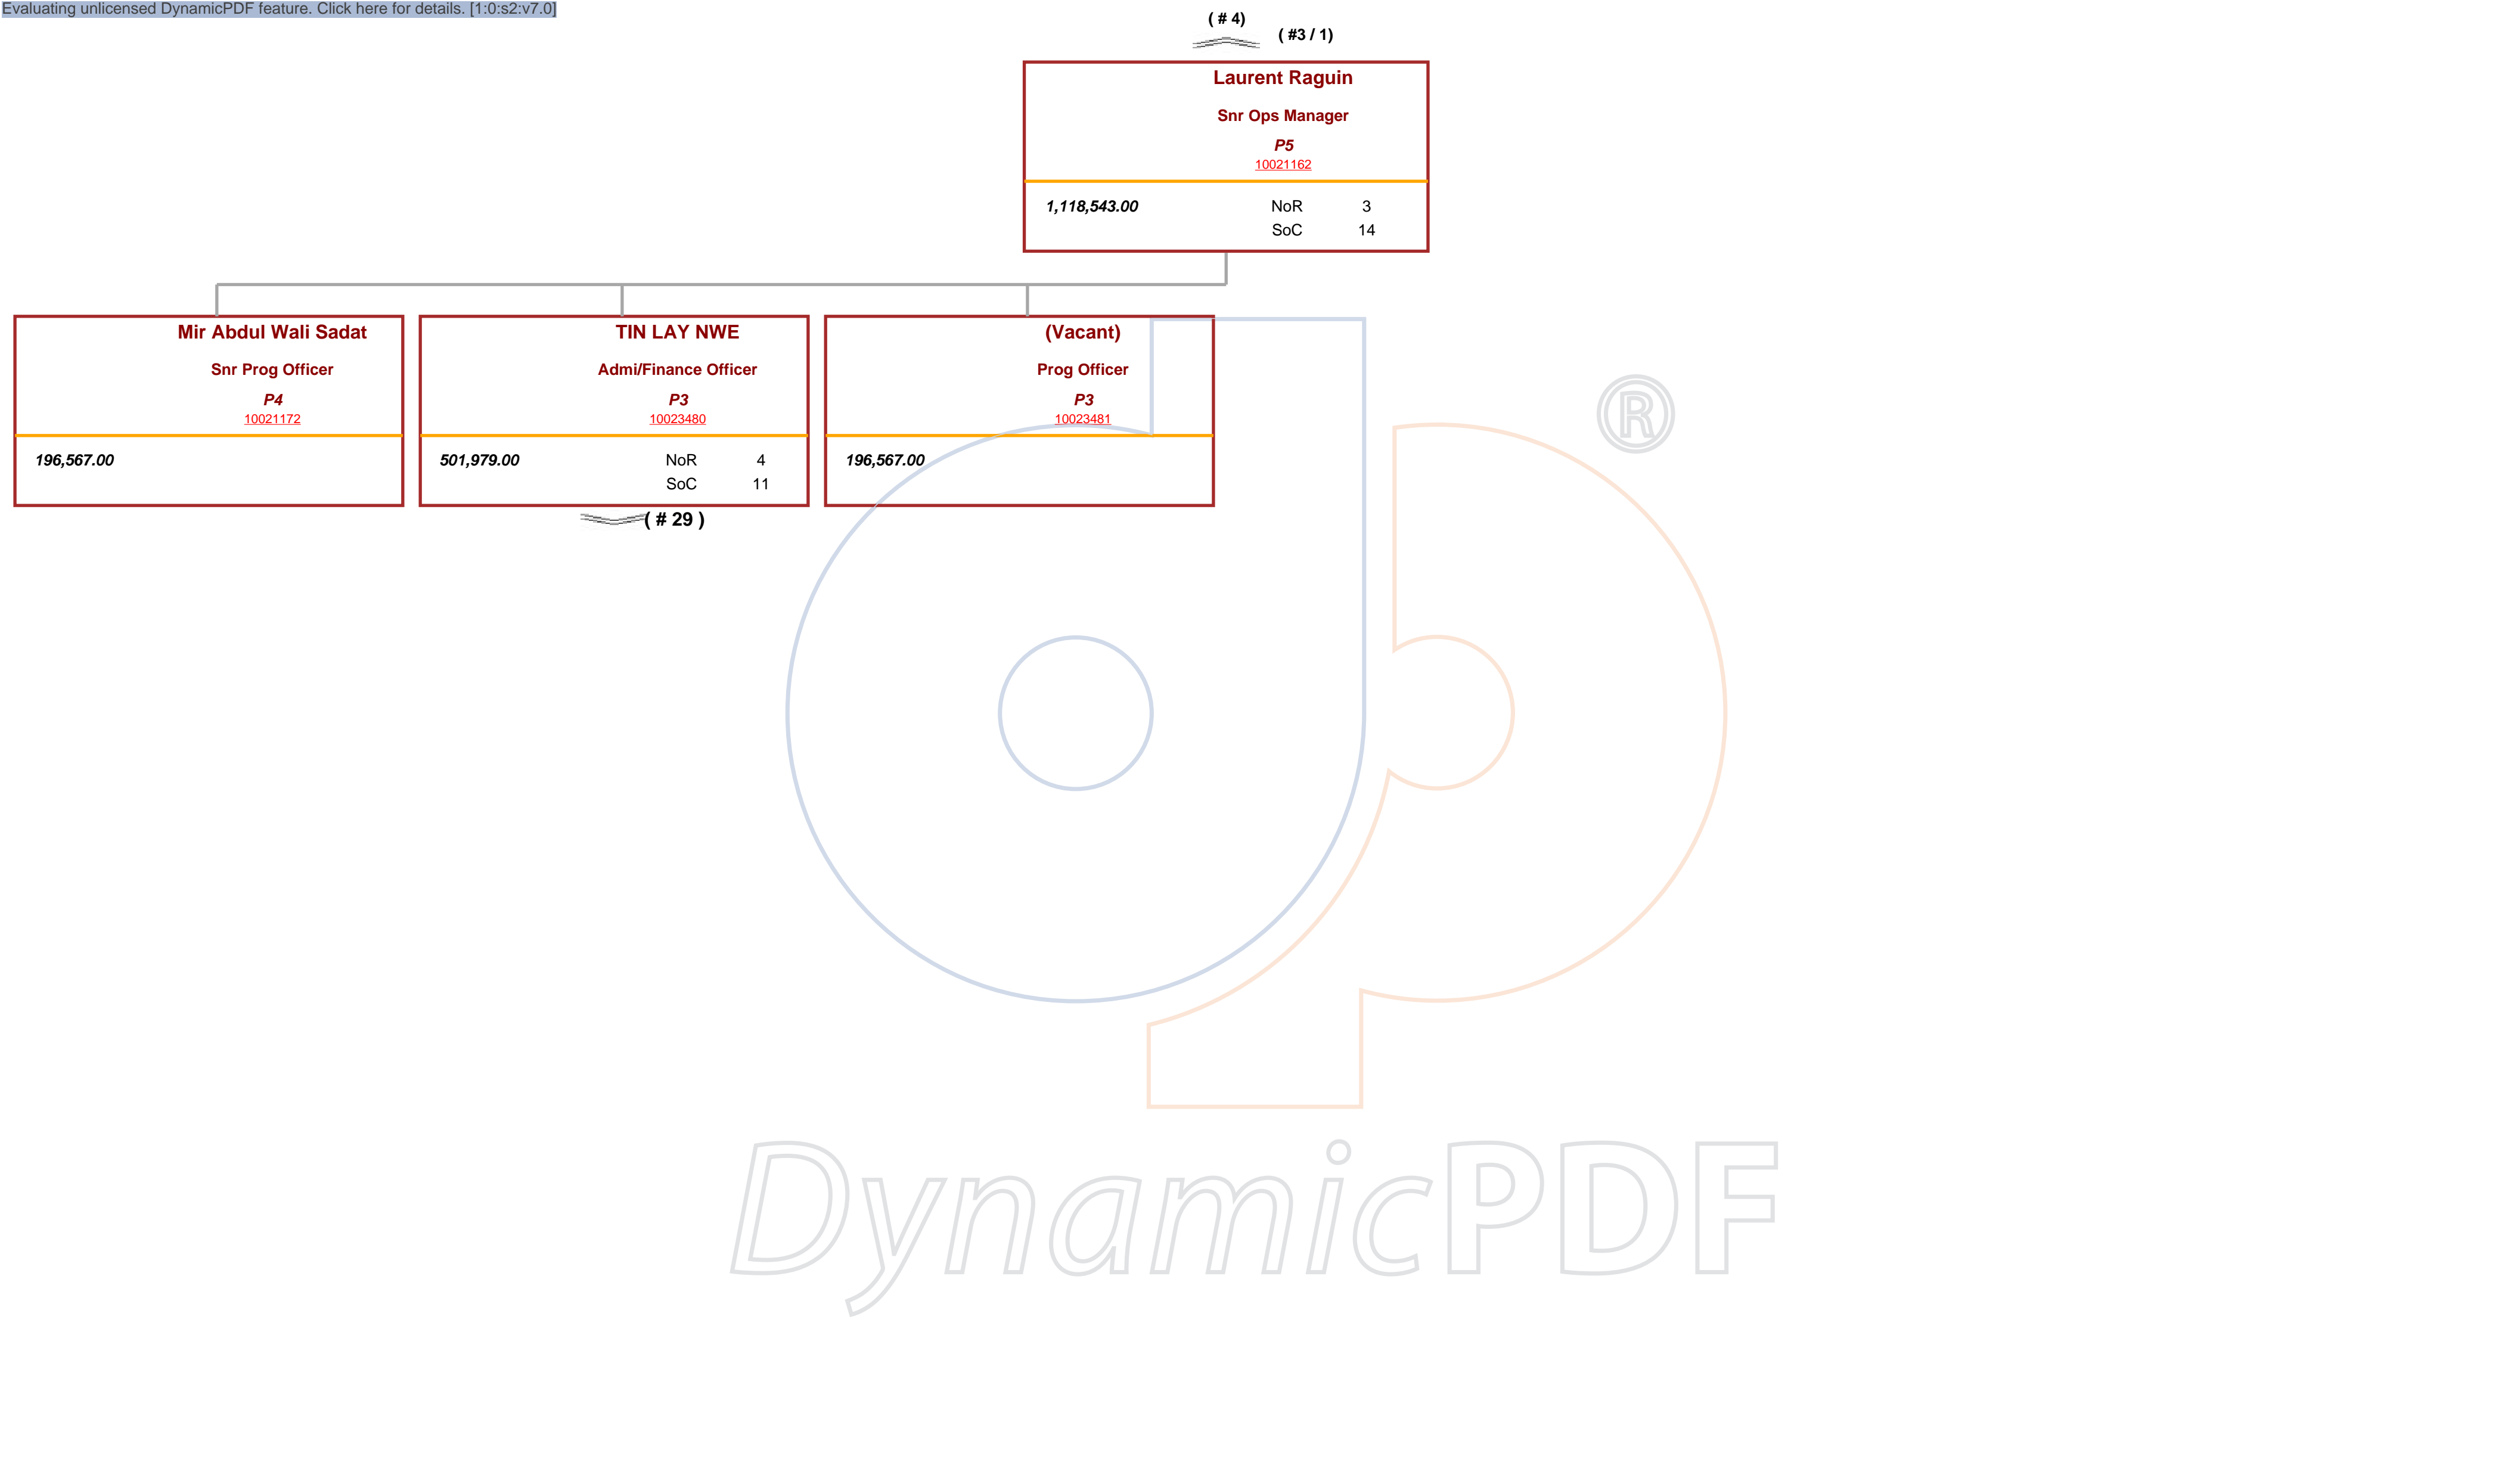 Evaluating unlicensed DynamicPDF feature. Click here for details. [1:0:s2:v7.0]
( # 4)
( #3 / 1)
Laurent Raguin
Snr Ops Manager
P5
10021162
1,118,543.00 NoR 3
SoC 14
Mir Abdul Wali Sadat
Snr Prog Officer
P4
10021172
196,567.00
TIN LAY NWE
Admi/Finance Officer
P3
10023480
501,979.00 NoR 4
SoC 11
( # 29 )
(Vacant)
Prog Officer
P3
10023481
196,567.00
®
DynamicPDF